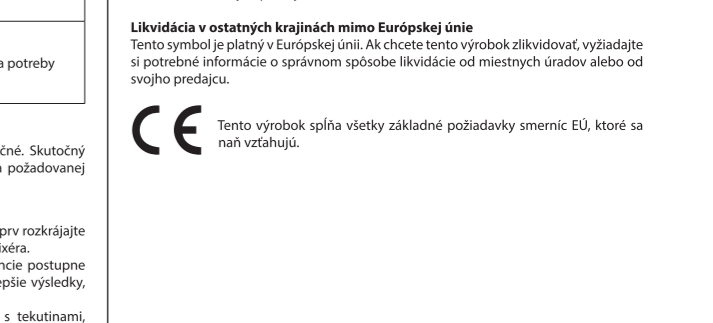 a potreby
čné. Skutočný
požadovanej
prv rozkrájajte
ixéra.
ncie postupne
epšie výsledky,
s tekutinami,
Likvidácia v ostatných krajinách mimo Európskej únie
Tento symbol je platný v Európskej únii. Ak chcete tento výrobok zlikvidovať, vyžiadajte
si potrebné informácie o správnom spôsobe likvidácie od miestnych úradov alebo od
svojho predajcu.
CE
Tento výrobok spĺňa všetky základné požiadavky smerníc EÚ, ktoré sa
naň vzťahujú.